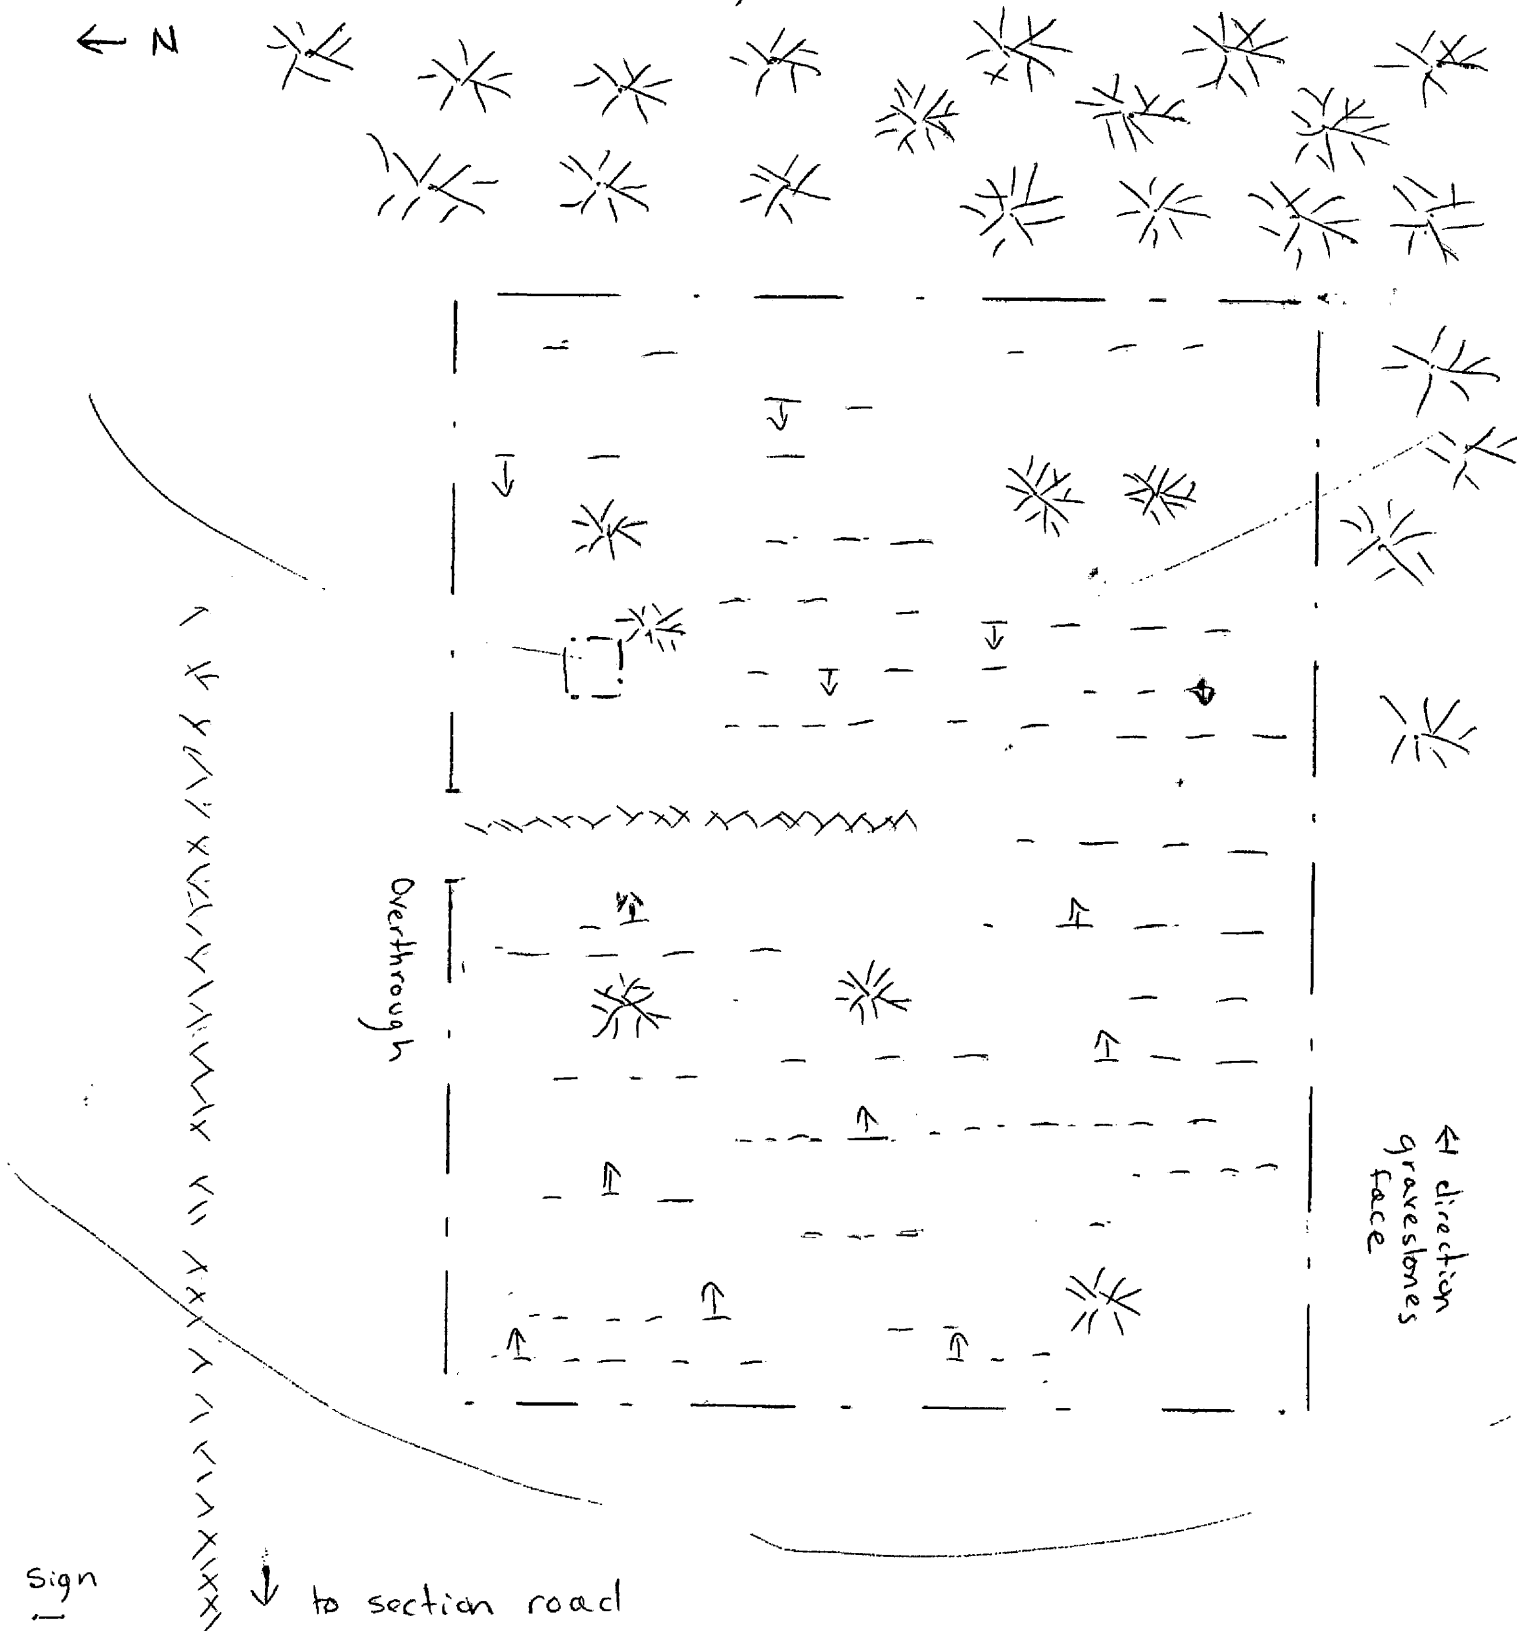 ← N
Overthrough
↑ direction
gravestones
face
Sign
↓ to section road